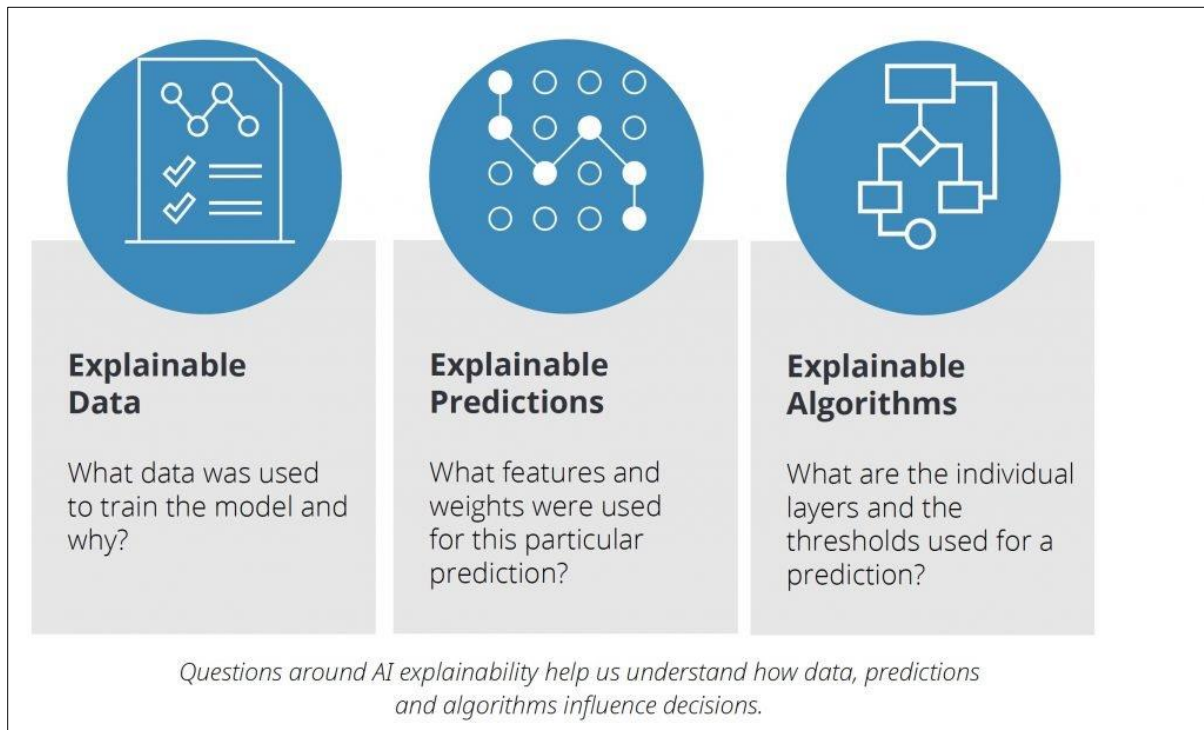 Explainable
Data
What data was used
to train the model and
why?
Explainable
Predictions
What features and
weights were used
for this particular
prediction?
Explainable
Algorithms
What are the individual
layers and the
thresholds used for a
prediction?
Questions around AI explainability help us understand how data, predictions
and algorithms influence decisions.